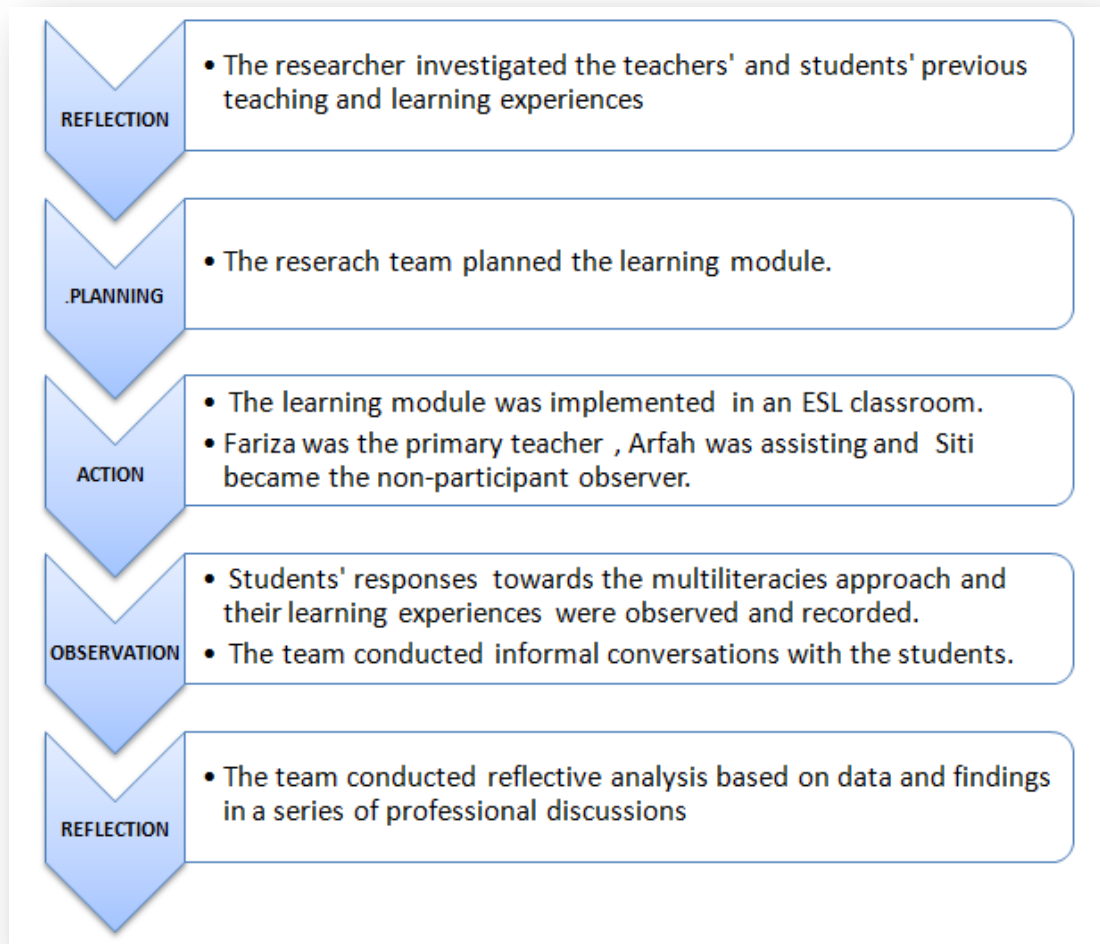 • The researcher investigated the teachers' and students' previous
teaching and learning experiences
REFLECTION
• The reserach team planned the learning module.
.PLANNING
• The learning module was implemented in an ESL classroom.
• Fariza was the primary teacher , Arfah was assisting and Siti
became the non-participant observer.
ACTION
• Students' responses towards the multiliteracies approach and
their learning experiences were observed and recorded.
• The team conducted informal conversations with the students.
OBSERVATION
• The team conducted reflective analysis based on data and findings
in a series of professional discussions
REFLECTION